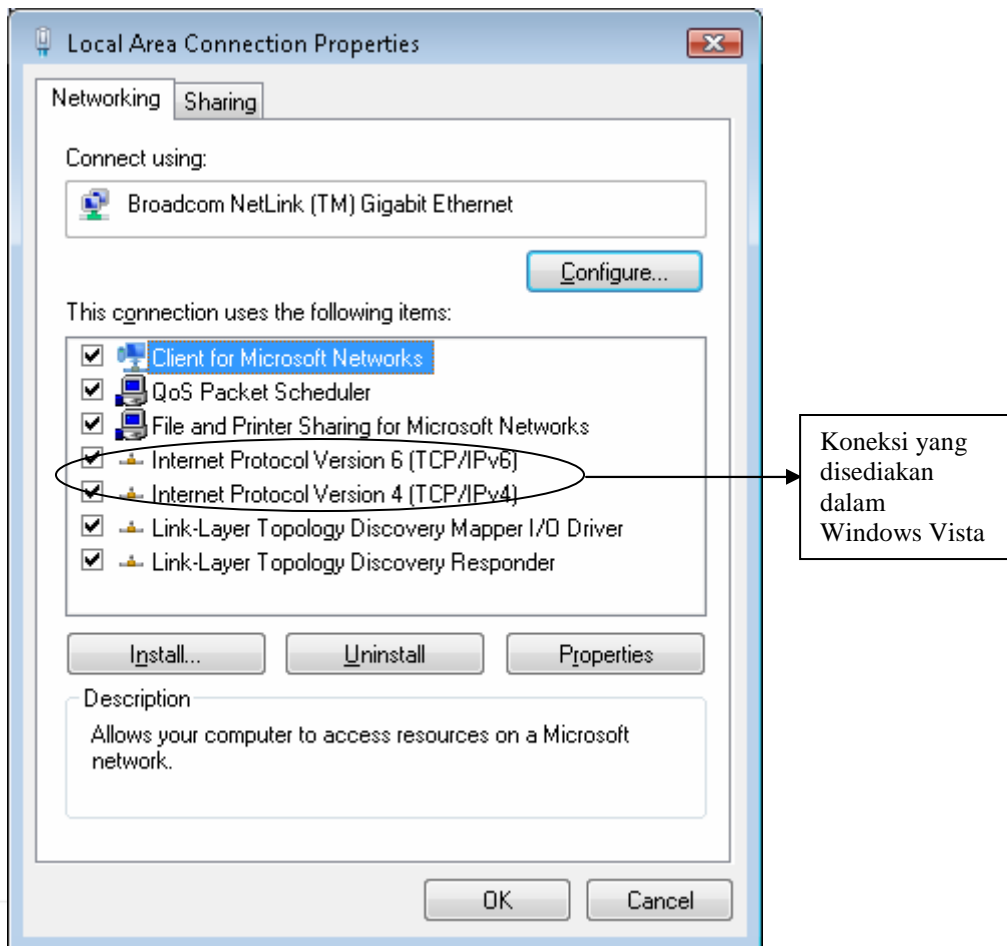 Local Area Connection Properties
Networking
Sharing
Connect using:
Broadcom NetLink (TM) Gigabit Ethernet
Configure...
This connection uses the following items:
Client for Microsoft Networks
QoS Packet Scheduler
File and Printer Sharing for Microsoft Networks
Internet Protocol Version 6 (TCP/IPv6)
Internet Protocol Version 4 (TCP/IPv4)
Link-Layer Topology Discovery Mapper I/O Driver
Link-Layer Topology Discovery Responder
Install...
Uninstall
Properties
Description
Allows your computer to access resources on a Microsoft
network.
OK
Cancel
Koneksi yang
disediakan
dalam
Windows Vista